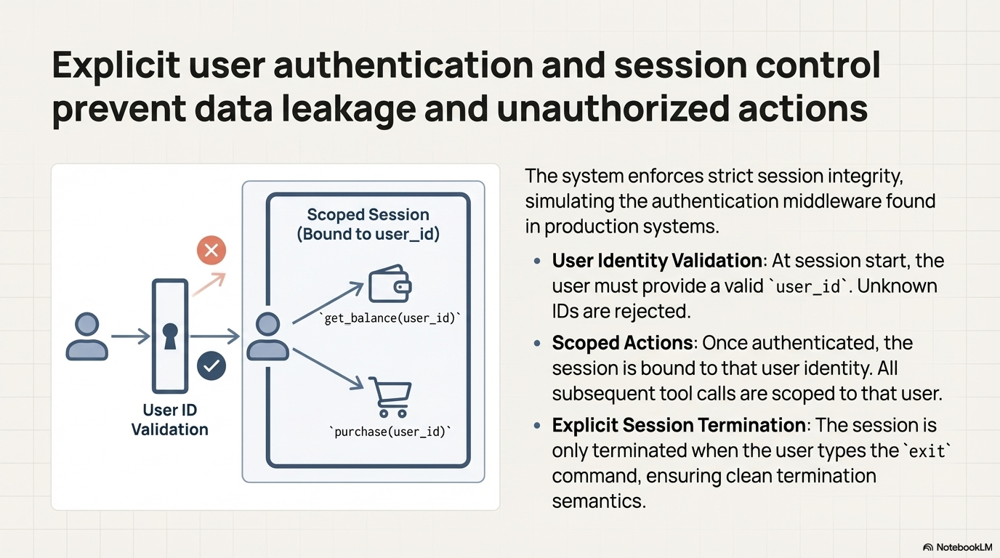 Explicit user authentication and session control
prevent data leakage and unauthorized actions
Scoped Session
(Bound to user_id)
`get_balance(user_id)`
`purchase(user_id)`
User ID
Validation
The system enforces strict session integrity,
simulating the authentication middleware found
in production systems.
• User Identity Validation: At session start, the
user must provide a valid `user_id`. Unknown
IDs are rejected.
• Scoped Actions: Once authenticated, the
session is bound to that user identity. All
subsequent tool calls are scoped to that user.
• Explicit Session Termination: The session is
only terminated when the user types the `exit`
command, ensuring clean termination
semantics.
NotebookLM